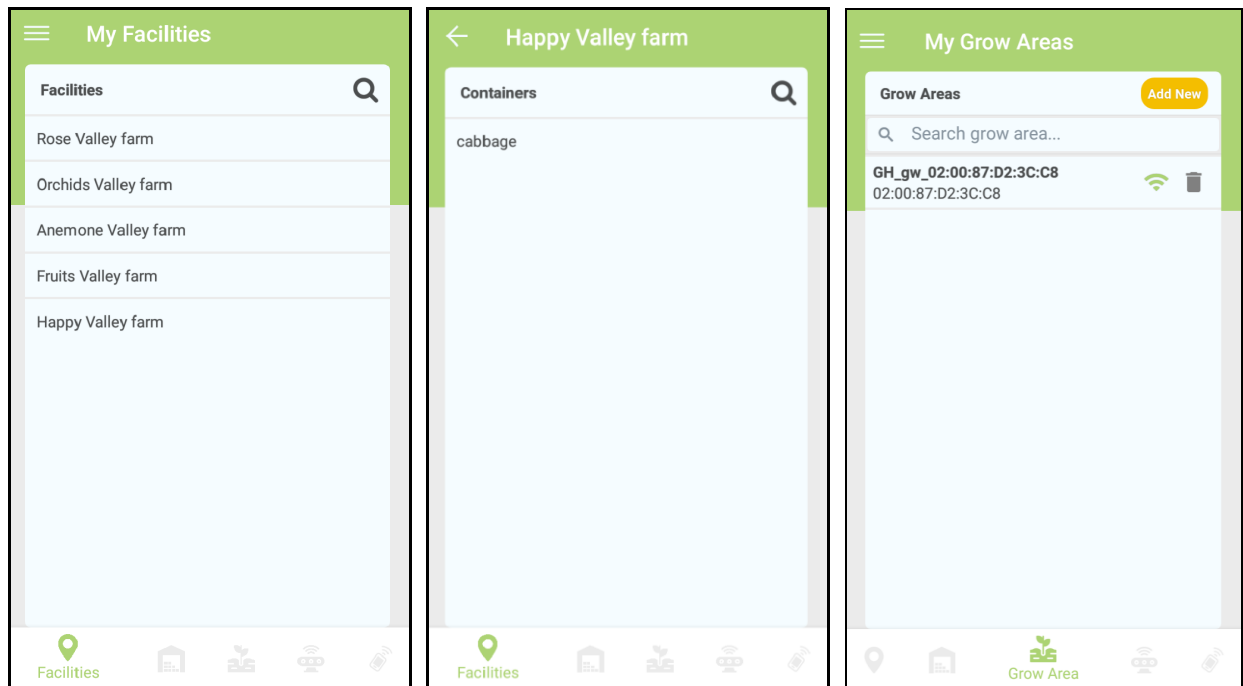 My Facilities
Facilities
Rose Valley farm
Orchids Valley farm
Anemone Valley farm
Fruits Valley farm
Happy Valley farm
Facilities
Happy Valley farm
Containers
cabbage
Facilities
My Grow Areas
Grow Areas
Add New
Search grow area...
GH_gw_02:00:87:D2:3C:C8
02:00:87:D2:3C:C8
Grow Area